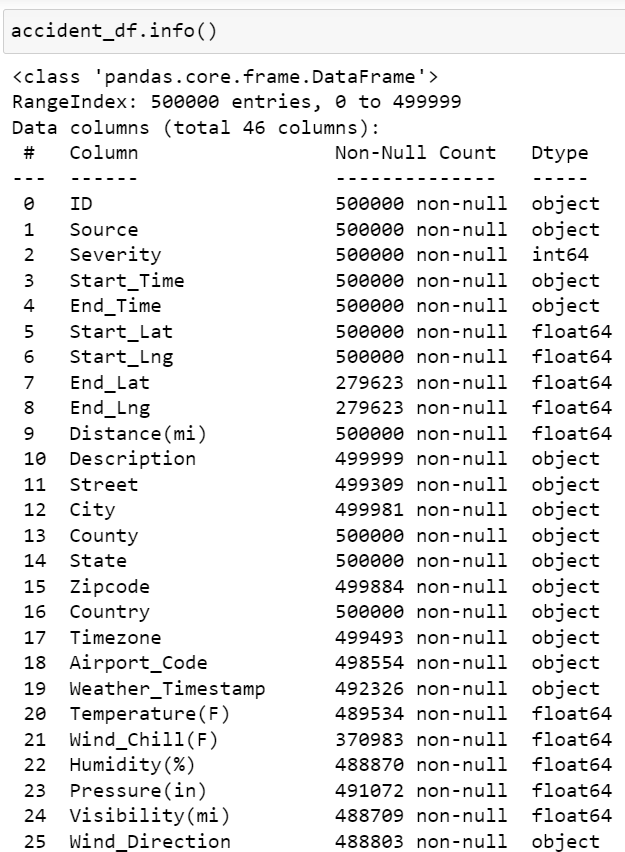 accident_df.info()
<class 'pandas.core.frame.DataFrame'>
RangeIndex: 500000 entries, 0 to 499999
Data columns (total 46 columns):
 #   Column                 Non-Null Count   Dtype
---  ------                 --------------   -----
 0   ID                     500000 non-null  object
 1   Source                 500000 non-null  object
 2   Severity               500000 non-null  int64
 3   Start_Time             500000 non-null  object
 4   End_Time               500000 non-null  object
 5   Start_Lat              500000 non-null  float64
 6   Start_Lng              500000 non-null  float64
 7   End_Lat                279623 non-null  float64
 8   End_Lng                279623 non-null  float64
 9   Distance(mi)           500000 non-null  float64
 10  Description            499999 non-null  object
 11  Street                 499309 non-null  object
 12  City                   499981 non-null  object
 13  County                 500000 non-null  object
 14  State                  500000 non-null  object
 15  Zipcode                499884 non-null  object
 16  Country                500000 non-null  object
 17  Timezone               499493 non-null  object
 18  Airport_Code           498554 non-null  object
 19  Weather_Timestamp      492326 non-null  object
 20  Temperature(F)         489534 non-null  float64
 21  Wind_Chill(F)          370983 non-null  float64
 22  Humidity(%)            488870 non-null  float64
 23  Pressure(in)           491072 non-null  float64
 24  Visibility(mi)         488709 non-null  float64
 25  Wind_Direction         488803 non-null  object